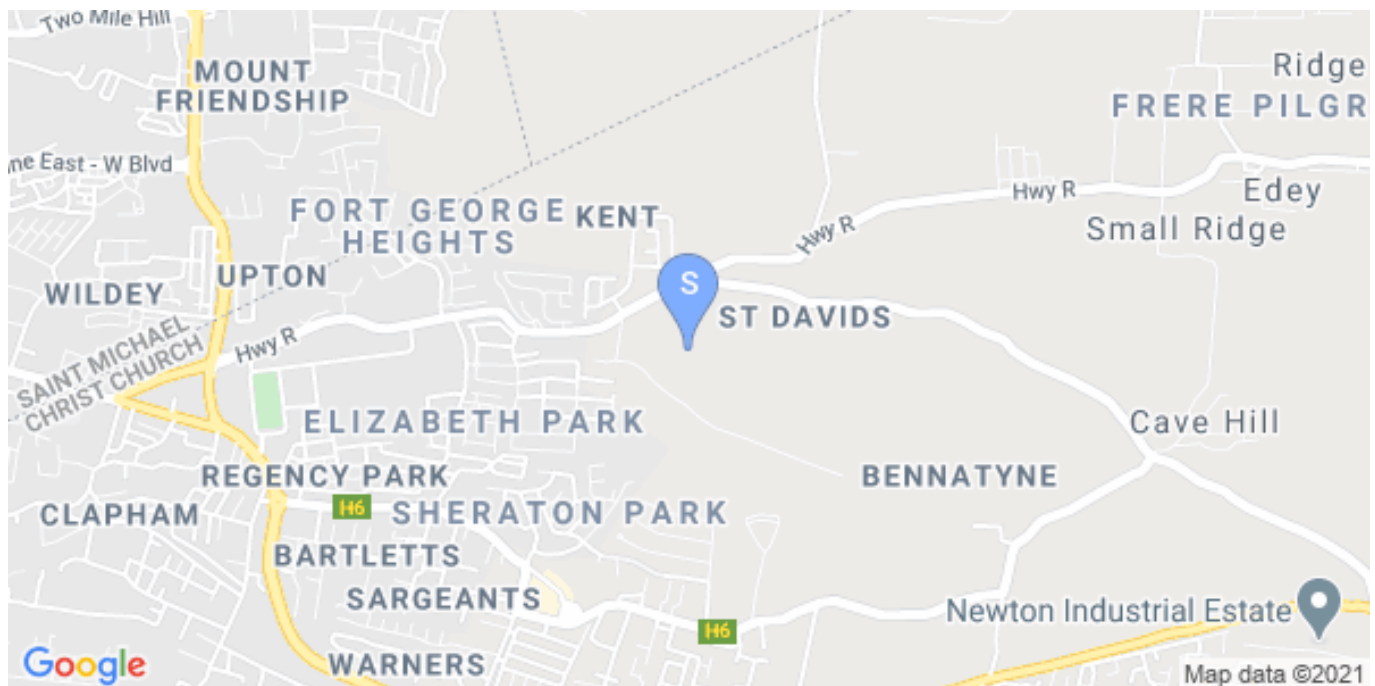 Two Mile Hill
MOUNT
FRIENDSHIP
Ridge
FRERE PILGR
ne East - W Blvd
Hwy R
Edey
FORT GEORGE
HEIGHTS
KENT
Hwy R
Small Ridge
UPTON
WILDEY
S
ST DAVIDS
Hwy R
SAINT MICHAEL
CHRIST CHURCH
ELIZABETH PARK
Cave Hill
REGENCY PARK
BENNATYNE
CLAPHAM
H6
SHERATON PARK
BARTLETTS
SARGEANTS
Newton Industrial Estate
H6
WARNERS
Google
Map data ©2021